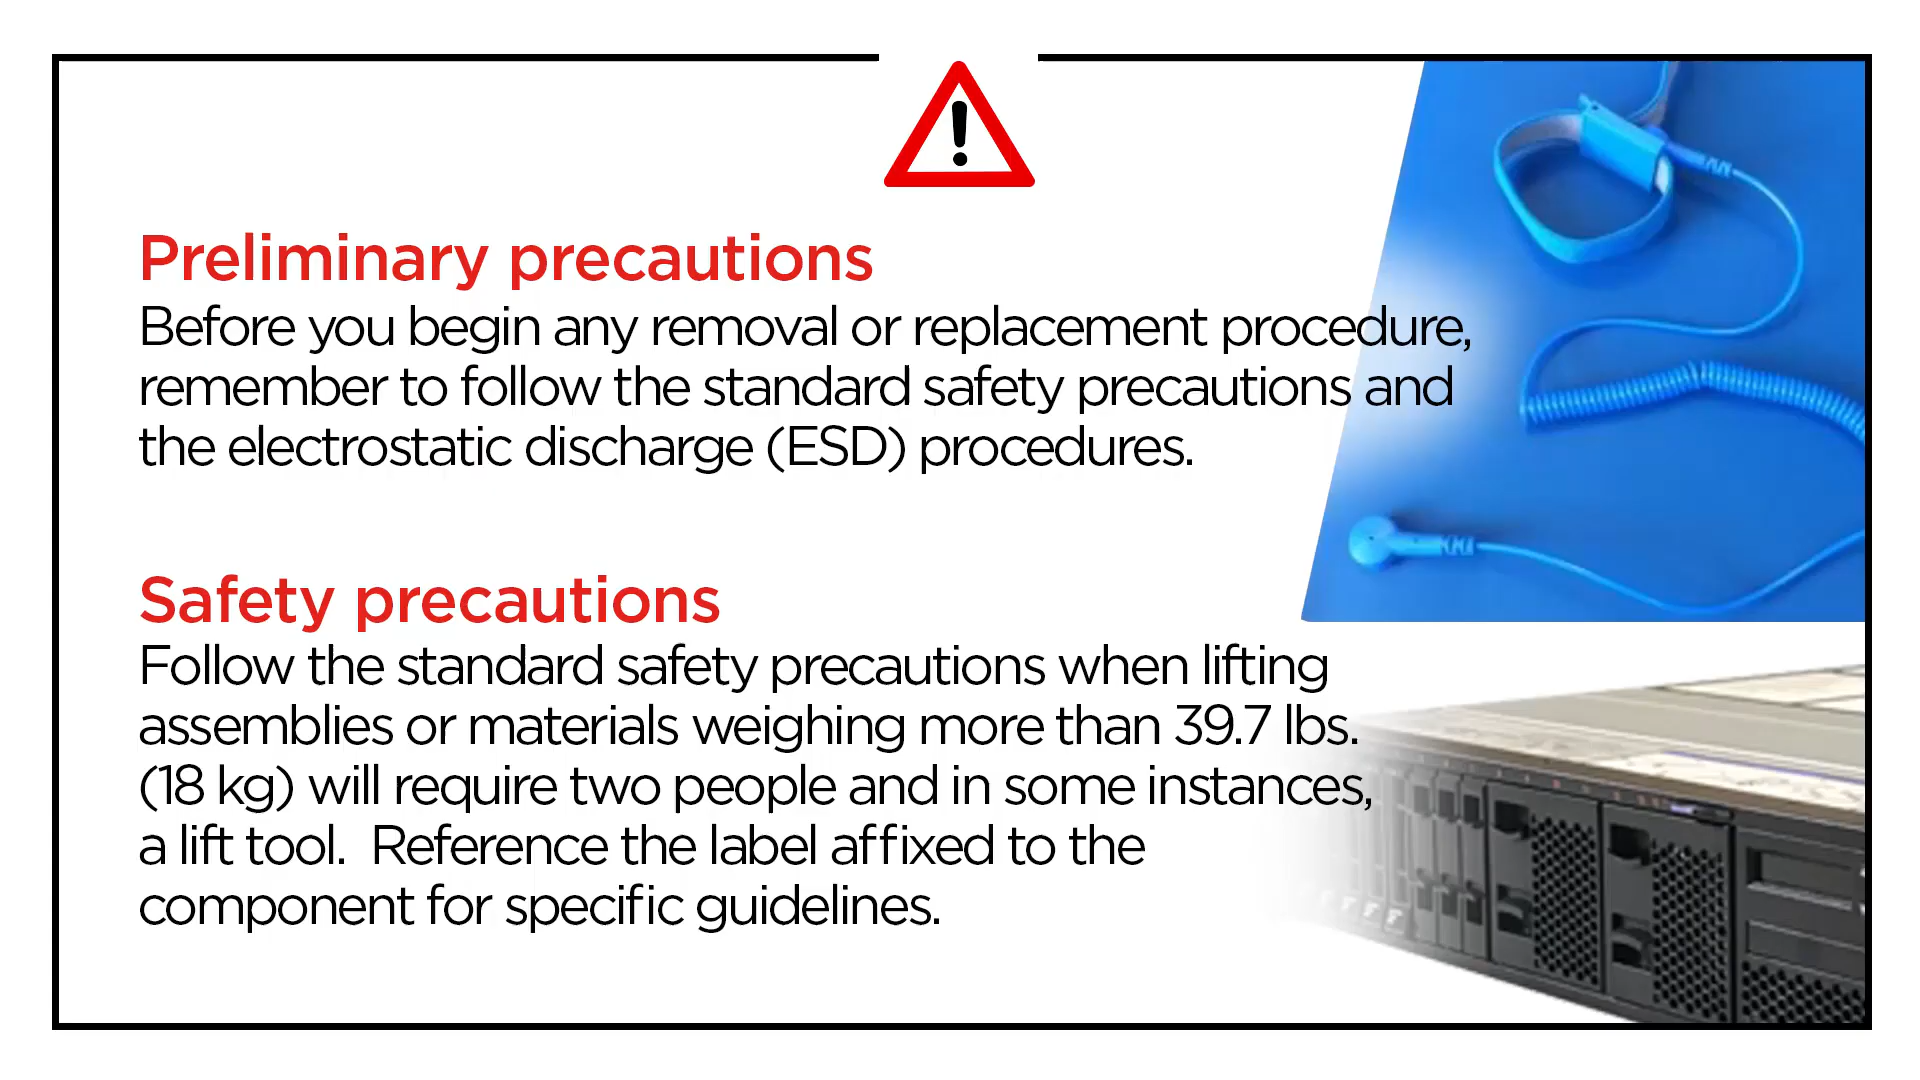 Preliminary precautions
Before you begin any removal or replacement procedure,
remember to follow the standard safety precautions and
the electrostatic discharge (ESD) procedures.
Safety precautions
Follow the standard safety precautions when lifting
assemblies or materials weighing more than 39.7 lbs.
(18 kg) will require two people and in some instances,
a lift tool.  Reference the label affixed to the
component for specific guidelines.